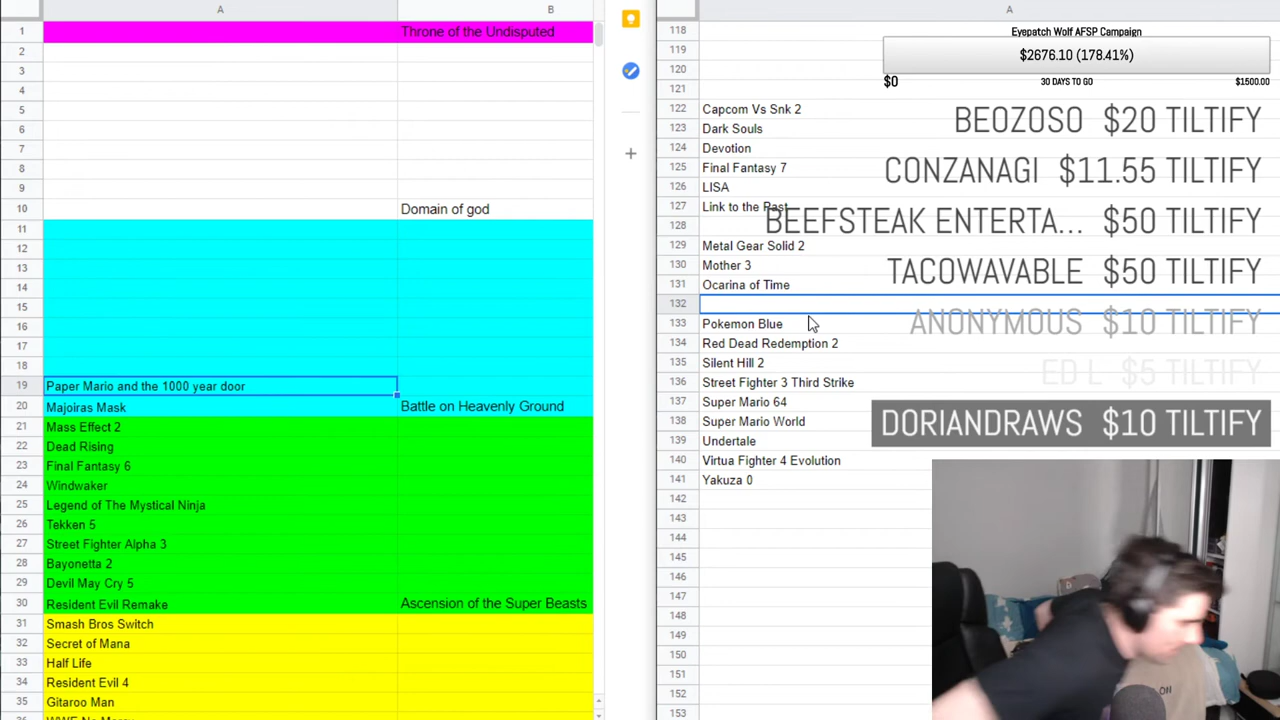 A
B
1 Throne of the Undisputed
2
3
4
5
6
7
8
9
10 Domain of god
11
12
13
14
15
16
17
18
19 Paper Mario and the 1000 year door
20 Majoiras Mask Battle on Heavenly Ground
21 Mass Effect 2
22 Dead Rising
23 Final Fantasy 6
24 Windwaker
25 Legend of The Mystical Ninja
26 Tekken 5
27 Street Fighter Alpha 3
28 Bayonetta 2
29 Devil May Cry 5
30 Resident Evil Remake Ascension of the Super Beasts
31 Smash Bros Switch
32 Secret of Mana
33 Half Life
34 Resident Evil 4
35 Gitaroo Man
A
118
119
120
121
122 Capcom Vs Snk 2
123 Dark Souls
124 Devotion
125 Final Fantasy 7
126 LISA
127 Link to the Past
128
129 Metal Gear Solid 2
130 Mother 3
131 Ocarina of Time
132
133 Pokemon Blue
134 Red Dead Redemption 2
135 Silent Hill 2
136 Street Fighter 3 Third Strike
137 Super Mario 64
138 Super Mario World
139 Undertale
140 Virtua Fighter 4 Evolution
141 Yakuza 0
142
143
144
145
146
147
148
149
150
151
152
153
Eyepatch Wolf AFSP Campaign
$2676.10 (178.41%)
$0 30 DAYS TO GO $1500.00
BEOZOSO $20 TILTIFY
CONZANAGI $11.55 TILTIFY
BEEFSTEAK ENTERTA... $50 TILTIFY
TACOWAVABLE $50 TILTIFY
ANONYMOUS $10 TILTIFY
ED L $5 TILTIFY
DORIANDRAWS $10 TILTIFY